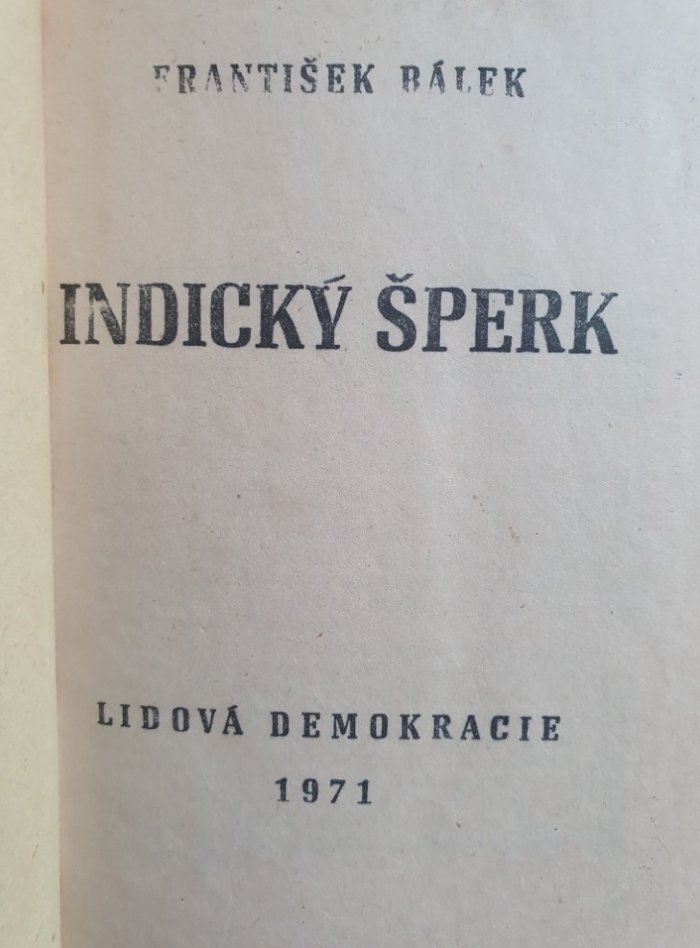 FRANTIŠEK BÁLEK
INDICKÝ ŠPERK
LIDOVÁ DEMOKRACIE
1971